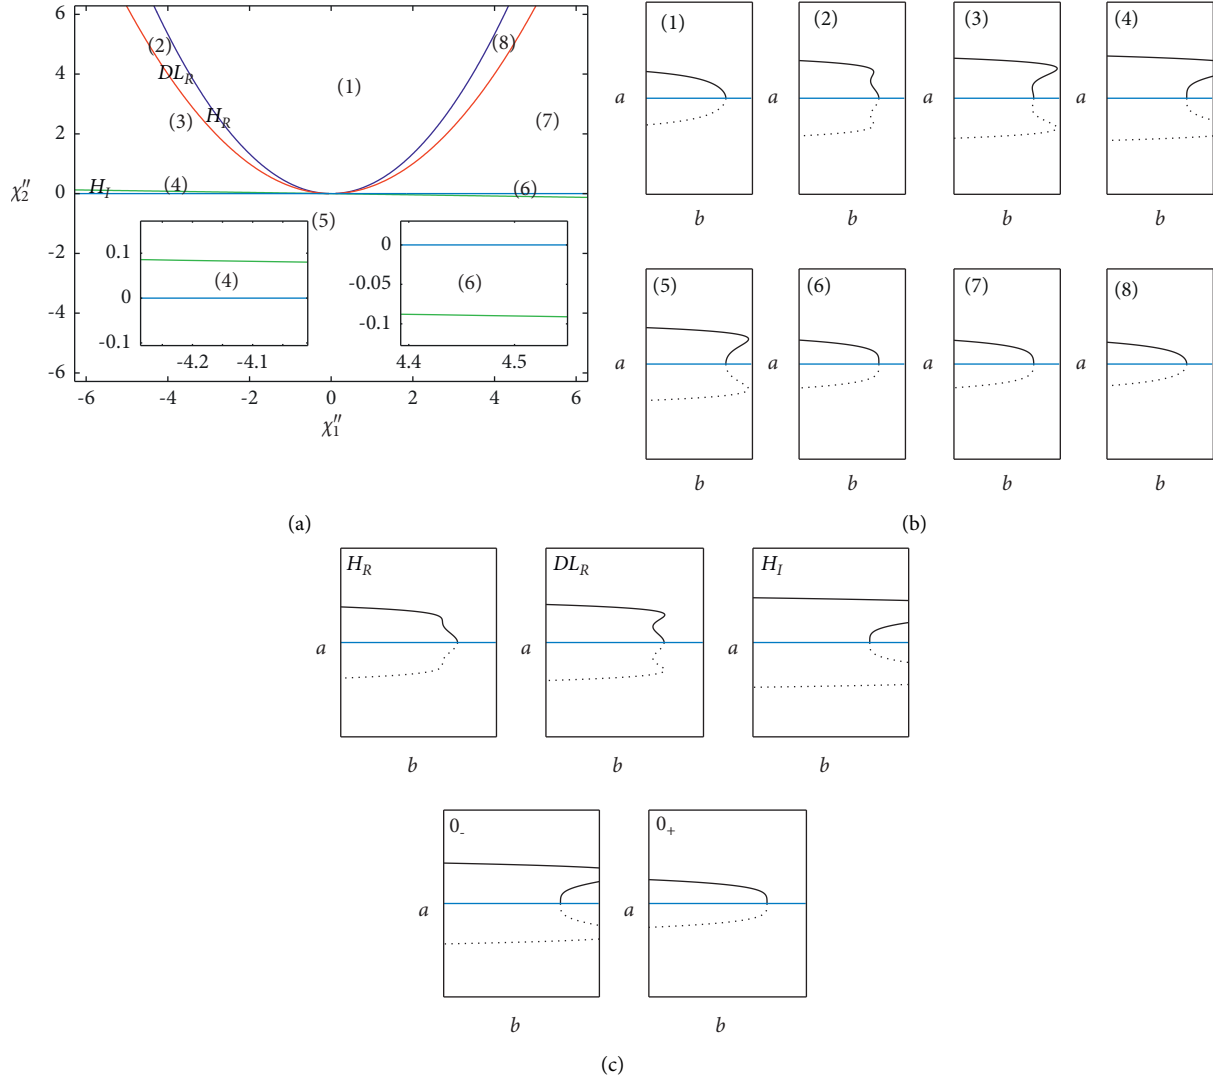 6
4
2
0
-2
-4
-6
χ″₂
(2)
DL_R
(3)
H_R
(1)
(8)
(7)
H_I
(4)
(5)
(6)
0.1
0
-0.1
(4)
-4.2 -4.1
0
-0.05
-0.1
(6)
4.4 4.5
-6 -4 -2 0 2 4 6
χ″₁
(a)
(1) (2) (3) (4)
a a a a
b b b b
(5) (6) (7) (8)
a a a a
b b b b
(b)
H_R DL_R H_I
a a a
b b b
0_- 0_+
a a
b b
(c)